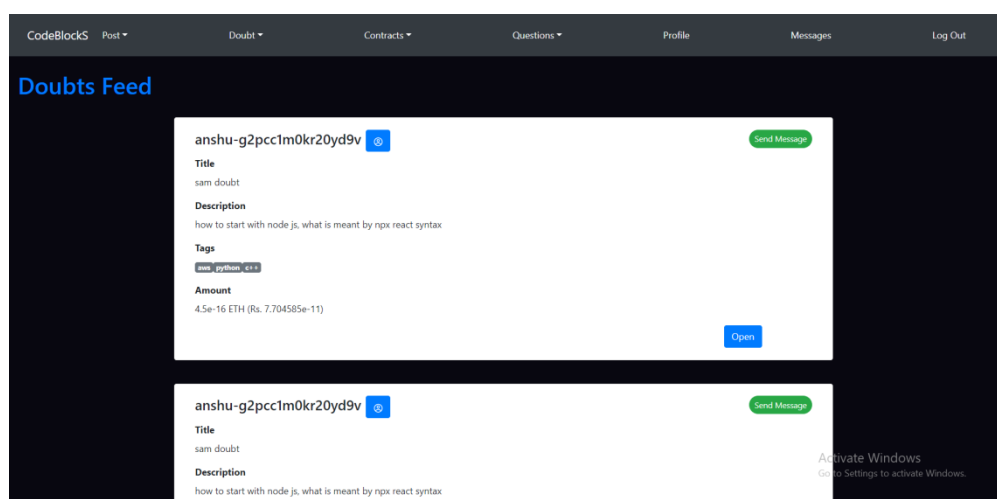 CodeBlockS Post Doubt Contracts Questions Profile Messages Log Out
Doubts Feed
anshu-g2pcc1m0kr20yd9v Send Message
Title
sam doubt
Description
how to start with node js, what is meant by npx react syntax
Tags
aws python c++
Amount
4.5e-16 ETH (Rs. 7.704585e-11)
Open
anshu-g2pcc1m0kr20yd9v Send Message
Title
sam doubt
Description
how to start with node js, what is meant by npx react syntax
Activate Windows
Go to Settings to activate Windows.